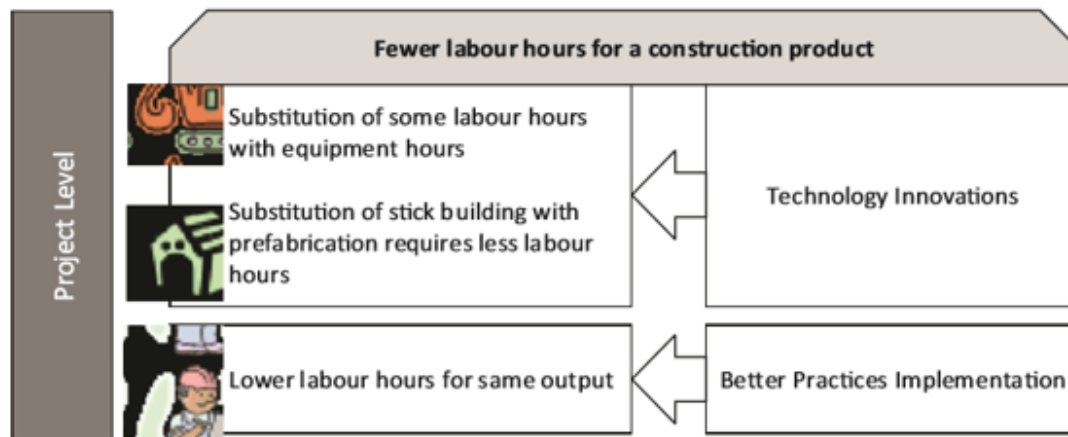 Fewer labour hours for a construction product
Project Level
Substitution of some labour hours
with equipment hours
Substitution of stick building with
prefabrication requires less labour
hours
Technology Innovations
Lower labour hours for same output
Better Practices Implementation